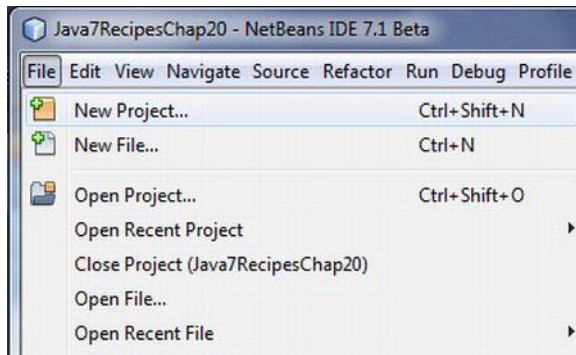 Java7RecipesChap20 - NetBeans IDE 7.1 Beta
File Edit View Navigate Source Refactor Run Debug Profile
New Project... Ctrl+Shift+N
New File... Ctrl+N
Open Project... Ctrl+Shift+O
Open Recent Project
Close Project (Java7RecipesChap20)
Open File...
Open Recent File